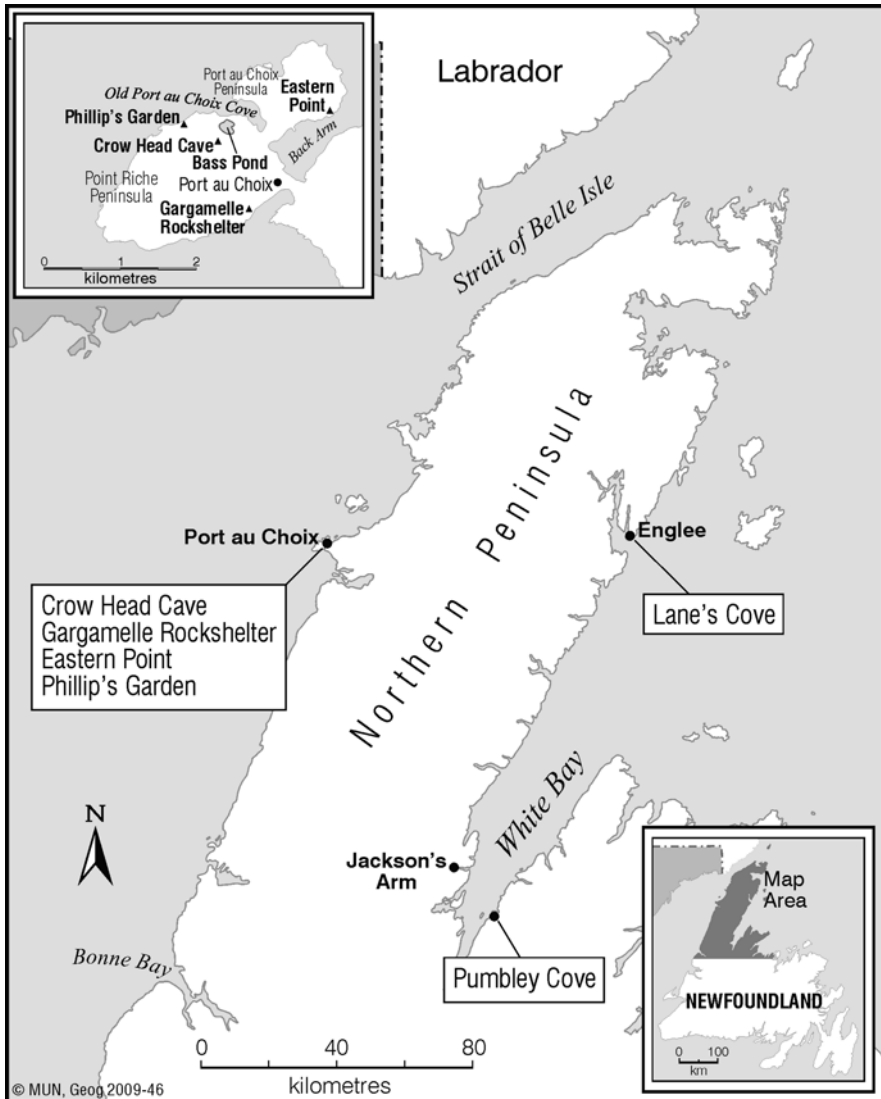 Labrador
Port au Choix
Peninsula
Old Port au Choix Cove
Eastern
Point
Phillip's Garden
Crow Head Cave
Back Arm
Bass Pond
Point Riche
Peninsula
Port au Choix
Gargamelle
Rockshelter
0 1 2
kilometres
Strait of Belle Isle
Northern Peninsula
Port au Choix
Englee
Crow Head Cave
Gargamelle Rockshelter
Eastern Point
Phillip's Garden
Lane's Cove
N
White Bay
Jackson's
Arm
Pumbley Cove
Bonne Bay
Map
Area
NEWFOUNDLAND
0 100
km
0 40 80
kilometres
© MUN, Geog 2009-46